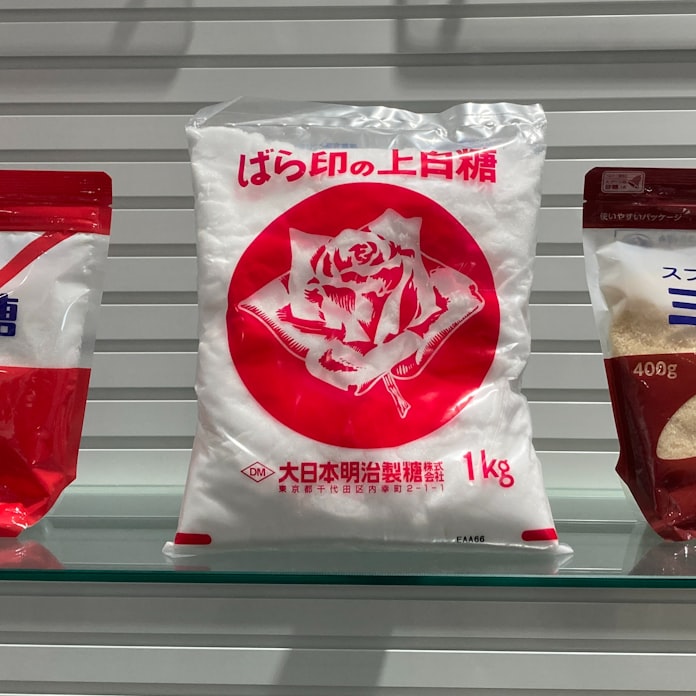 ばら印の上白糖
DM 大日本明治製糖株式会社 1kg
東京都千代田区内幸町2-1-1
EAA66
糖
使いやすいパッケージ
スプ
ミ
400g